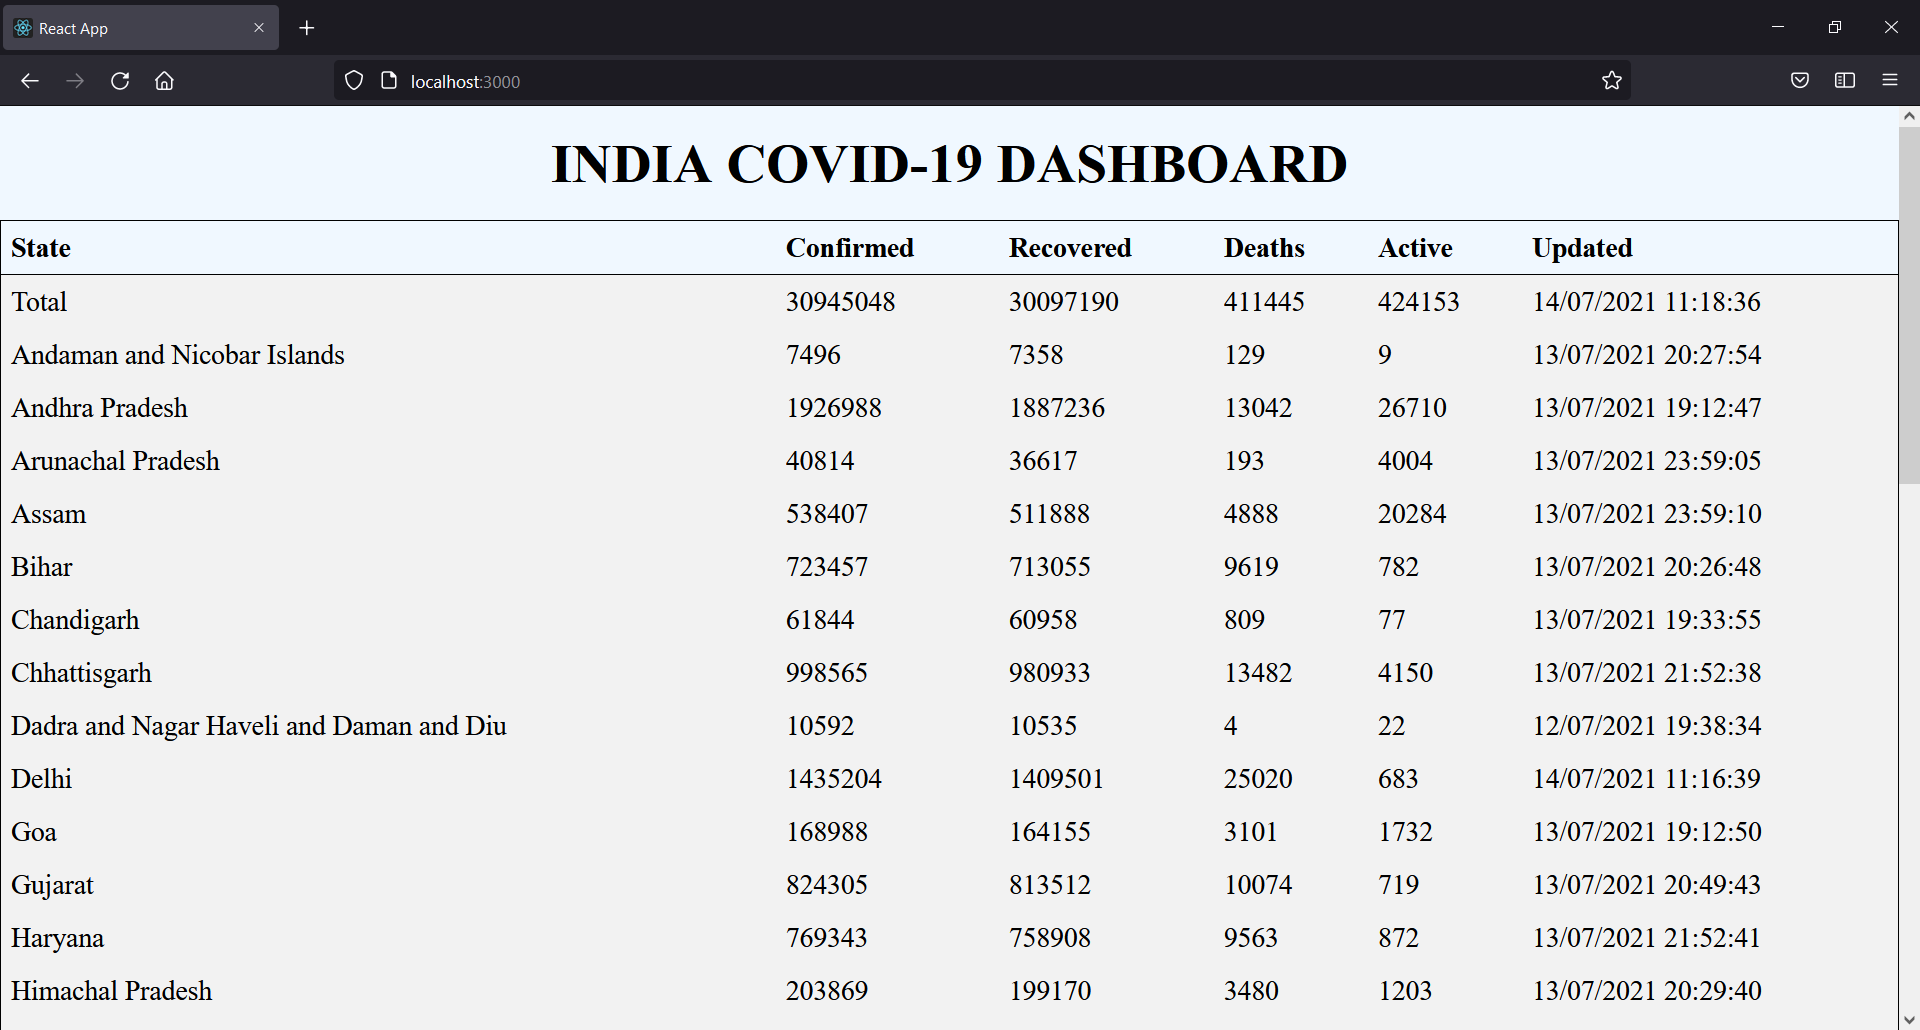 React App
localhost:3000
INDIA COVID-19 DASHBOARD
State Confirmed Recovered Deaths Active Updated
Total 30945048 30097190 411445 424153 14/07/2021 11:18:36
Andaman and Nicobar Islands 7496 7358 129 9 13/07/2021 20:27:54
Andhra Pradesh 1926988 1887236 13042 26710 13/07/2021 19:12:47
Arunachal Pradesh 40814 36617 193 4004 13/07/2021 23:59:05
Assam 538407 511888 4888 20284 13/07/2021 23:59:10
Bihar 723457 713055 9619 782 13/07/2021 20:26:48
Chandigarh 61844 60958 809 77 13/07/2021 19:33:55
Chhattisgarh 998565 980933 13482 4150 13/07/2021 21:52:38
Dadra and Nagar Haveli and Daman and Diu 10592 10535 4 22 12/07/2021 19:38:34
Delhi 1435204 1409501 25020 683 14/07/2021 11:16:39
Goa 168988 164155 3101 1732 13/07/2021 19:12:50
Gujarat 824305 813512 10074 719 13/07/2021 20:49:43
Haryana 769343 758908 9563 872 13/07/2021 21:52:41
Himachal Pradesh 203869 199170 3480 1203 13/07/2021 20:29:40